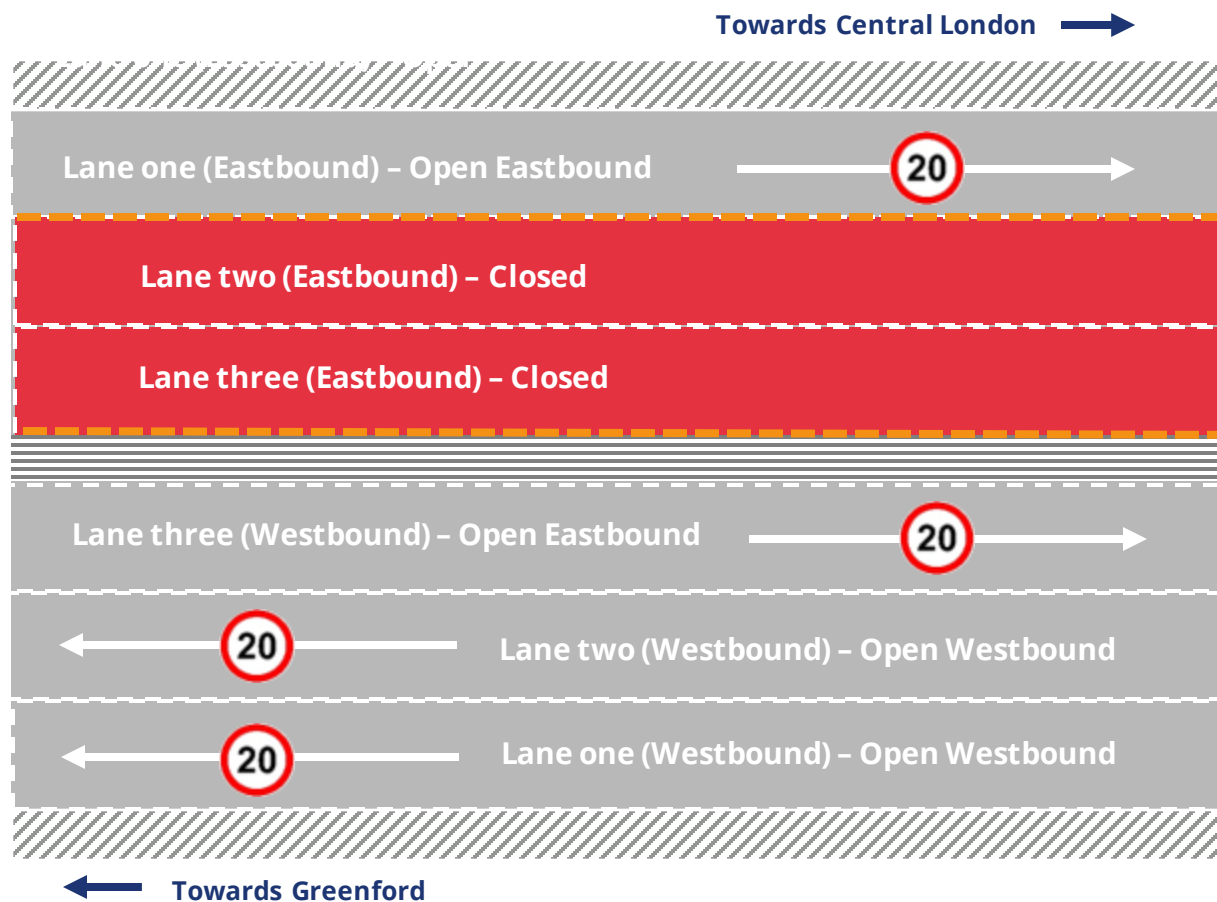 Towards Central London
Lane one (Eastbound) – Open Eastbound
20
Lane two (Eastbound) – Closed
Lane three (Eastbound) – Closed
Lane three (Westbound) – Open Eastbound
20
20
Lane two (Westbound) – Open Westbound
20
Lane one (Westbound) – Open Westbound
Towards Greenford